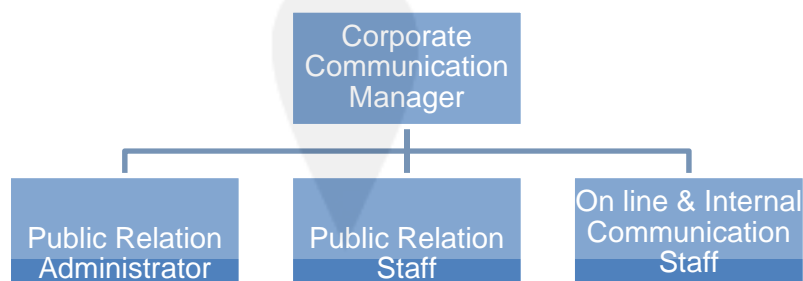 Corporate
Communication
Manager
Public Relation
Administrator
Public Relation
Staff
On line & Internal
Communication
Staff